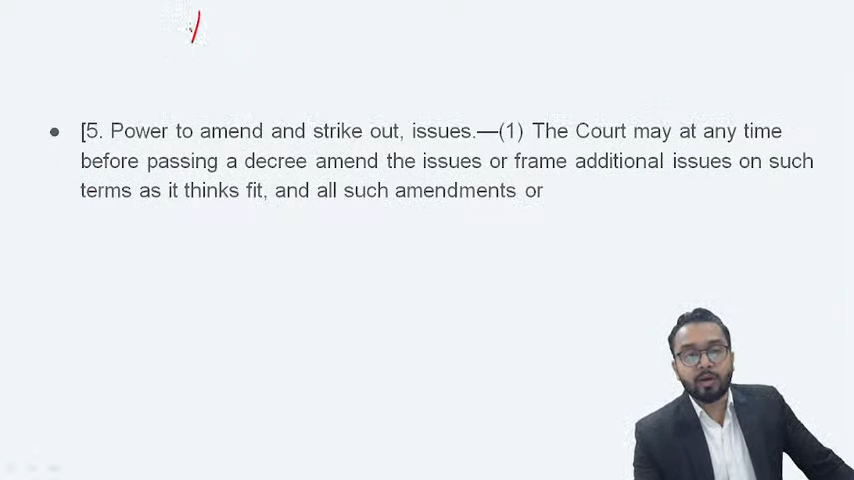 ● [5. Power to amend and strike out, issues.—(1) The Court may at any time
before passing a decree amend the issues or frame additional issues on such
terms as it thinks fit, and all such amendments or